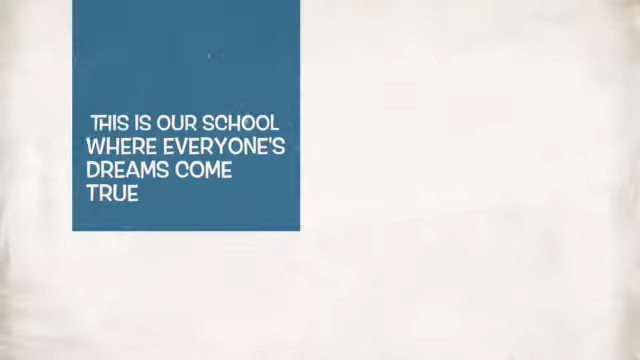 THIS IS OUR SCHOOL
WHERE EVERYONE'S
DREAMS COME
TRUE